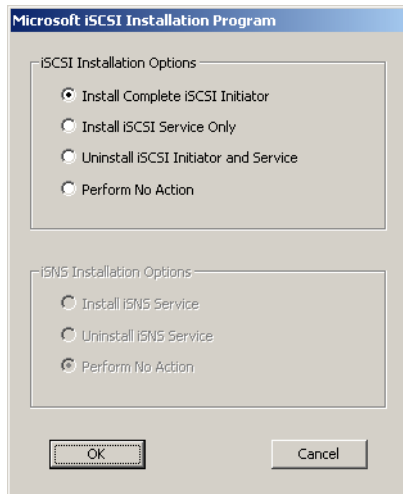 Microsoft iSCSI Installation Program
iSCSI Installation Options
Install Complete iSCSI Initiator
Install iSCSI Service Only
Uninstall iSCSI Initiator and Service
Perform No Action
iSNS Installation Options
Install iSNS Service
Uninstall iSNS Service
Perform No Action
OK Cancel